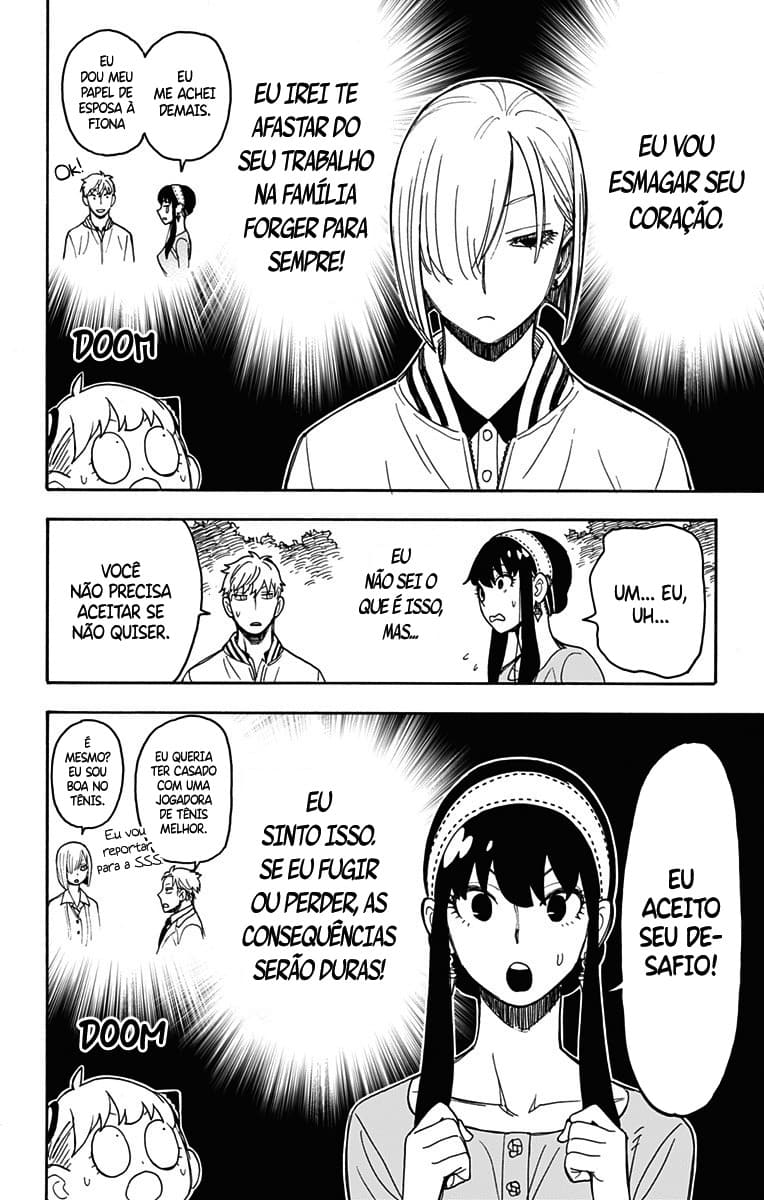 EU VOU
ESMAGAR SEU
CORAÇÃO.
EU IREI TE
AFASTAR DO
SEU TRABALHO
NA FAMÍLIA
FORGER PARA
SEMPRE!
EU
ME ACHEI
DEMAIS.
EU
DOU MEU
PAPEL DE
ESPOSA À
FIONA
OK!
DOOM
UM... EU,
UH...
EU
NÃO SEI O
QUE É ISSO,
MAS...
VOCÊ
NÃO PRECISA
ACEITAR SE
NÃO QUISER.
EU
ACEITO
SEU DE-
SAFIO!
EU
SINTO ISSO.
SE EU FUGIR
OU PERDER, AS
CONSEQUÊNCIAS
SERÃO DURAS!
EU QUERIA
TER CASADO
COM UMA
JOGADORA
DE TÊNIS
MELHOR.
É
MESMO?
EU SOU
BOA NO
TÊNIS.
Eu vou
reportar
para a SSS
DOOM